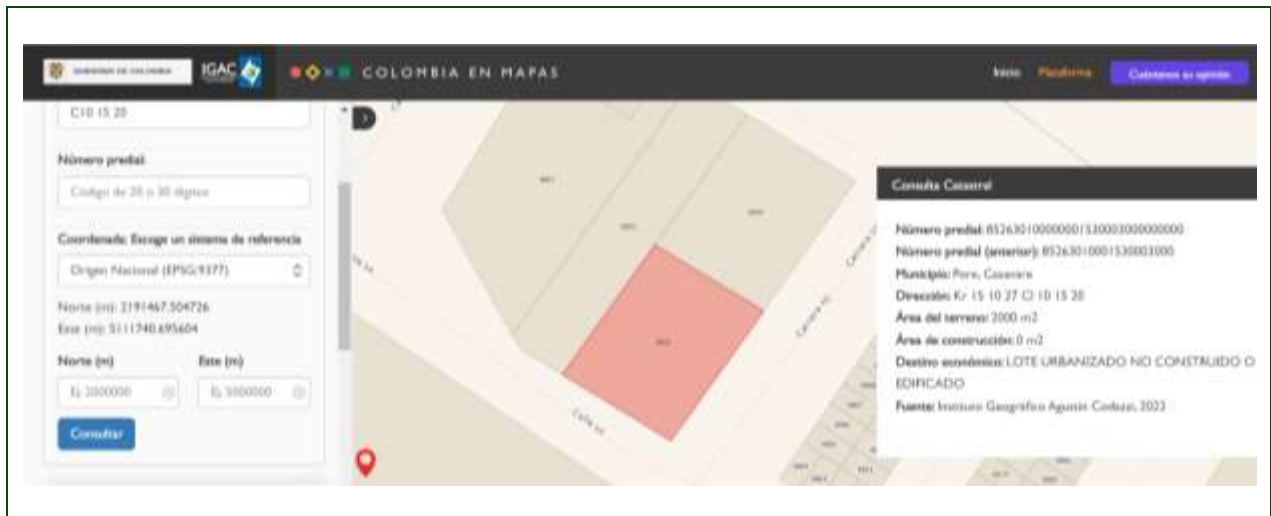 GOBIERNO DE COLOMBIA
IGAC
COLOMBIA EN MAPAS
Inicio
Plataforma
Cuéntanos su opinión
C10 15 20
Número predial
Código de 20 o 30 dígitos
Coordenada: Escoge un sistema de referencia
Origen Nacional (EPSG:9377)
Norte (m): 2191467.504726
Este (m): 5111740.695604
Norte (m)
Este (m)
Ej: 2000000
Ej: 5000000
Consultar
Calle
Carrera
Consulta Catastral
Número predial: 852630100000001530003000000000
Número predial (anterior): 85263010001530003000
Municipio: Pore, Casanare
Dirección: Kr 15 10 27 Cl 10 15 20
Área del terreno: 2000 m2
Área de construcción: 0 m2
Destino económico: LOTE URBANIZADO NO CONSTRUIDO O
EDIFICADO
Fuente: Instituto Geográfico Agustín Codazzi, 2022